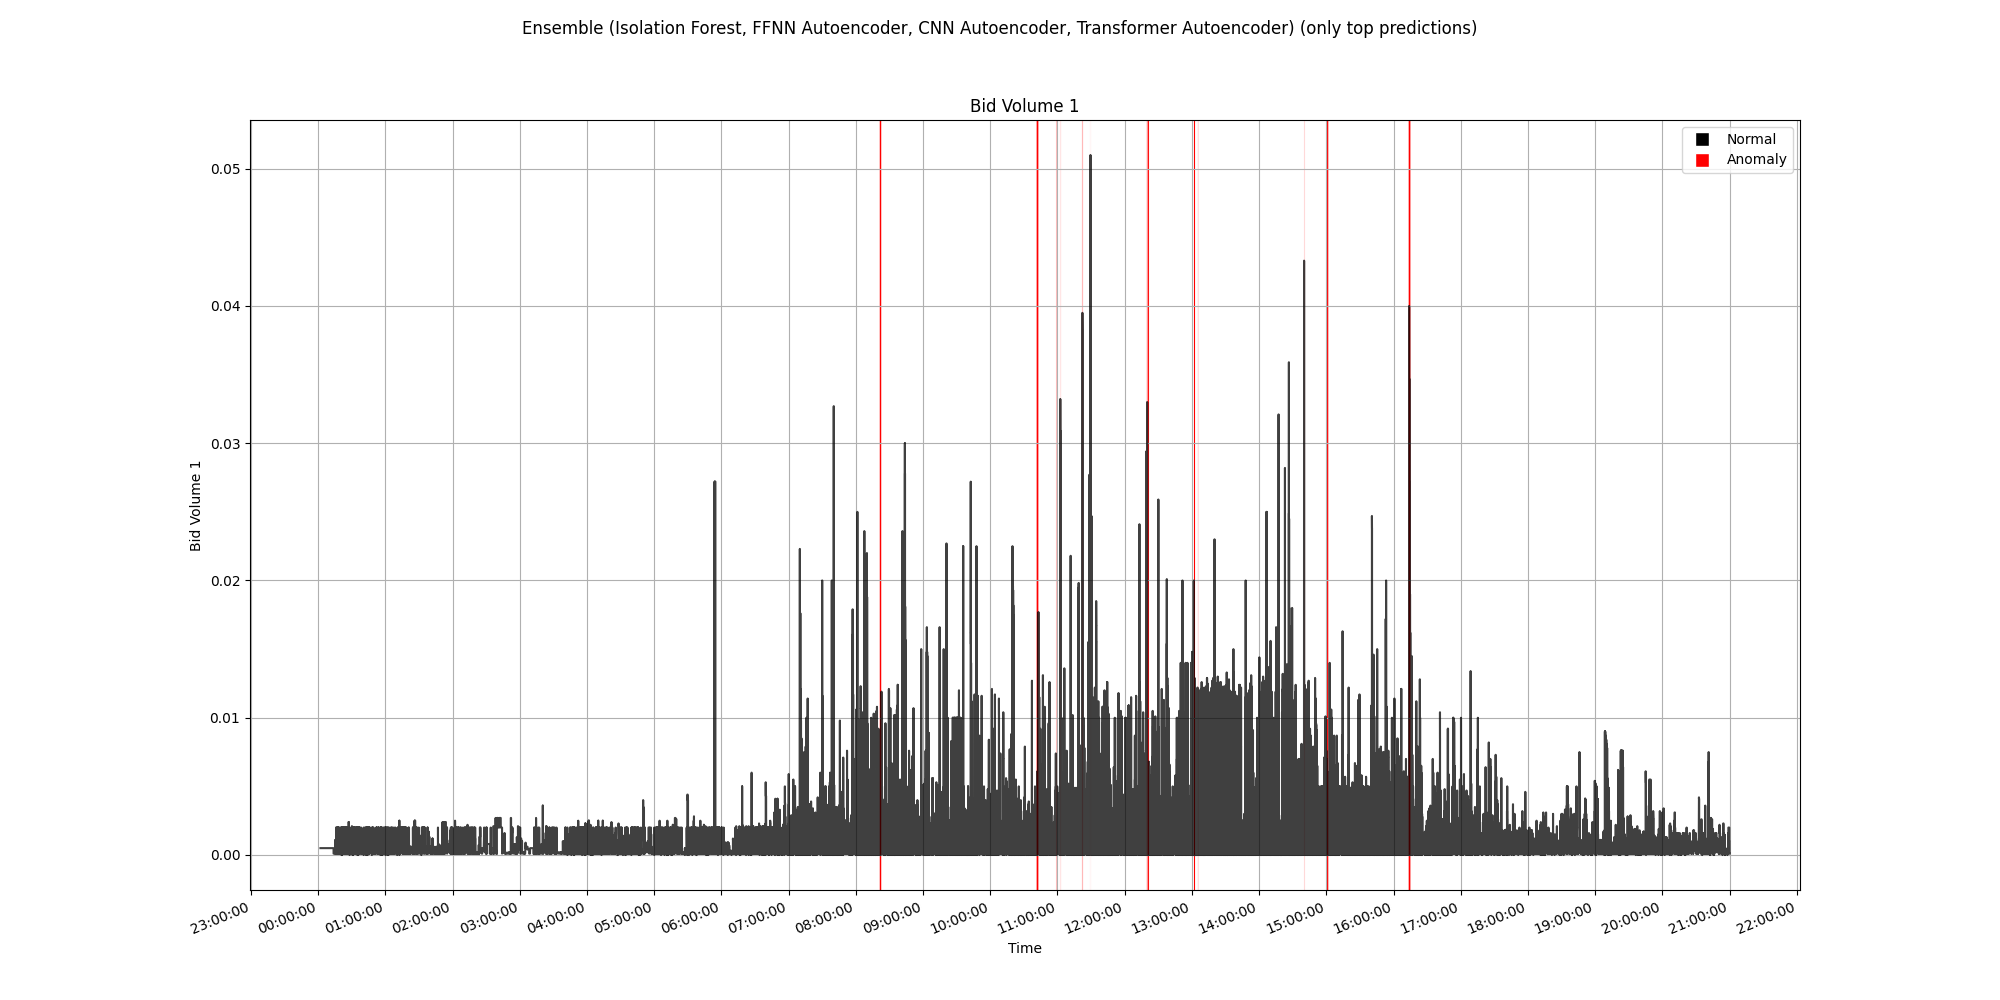 Ensemble (Isolation Forest, FFNN Autoencoder, CNN Autoencoder, Transformer Autoencoder) (only top predictions)
Bid Volume 1
Normal
Anomaly
0.05
0.04
0.03
0.02
0.01
0.00
Bid Volume 1
23:00:00 00:00:00 01:00:00 02:00:00 03:00:00 04:00:00 05:00:00 06:00:00 07:00:00 08:00:00 09:00:00 10:00:00 11:00:00 12:00:00 13:00:00 14:00:00 15:00:00 16:00:00 17:00:00 18:00:00 19:00:00 20:00:00 21:00:00 22:00:00
Time